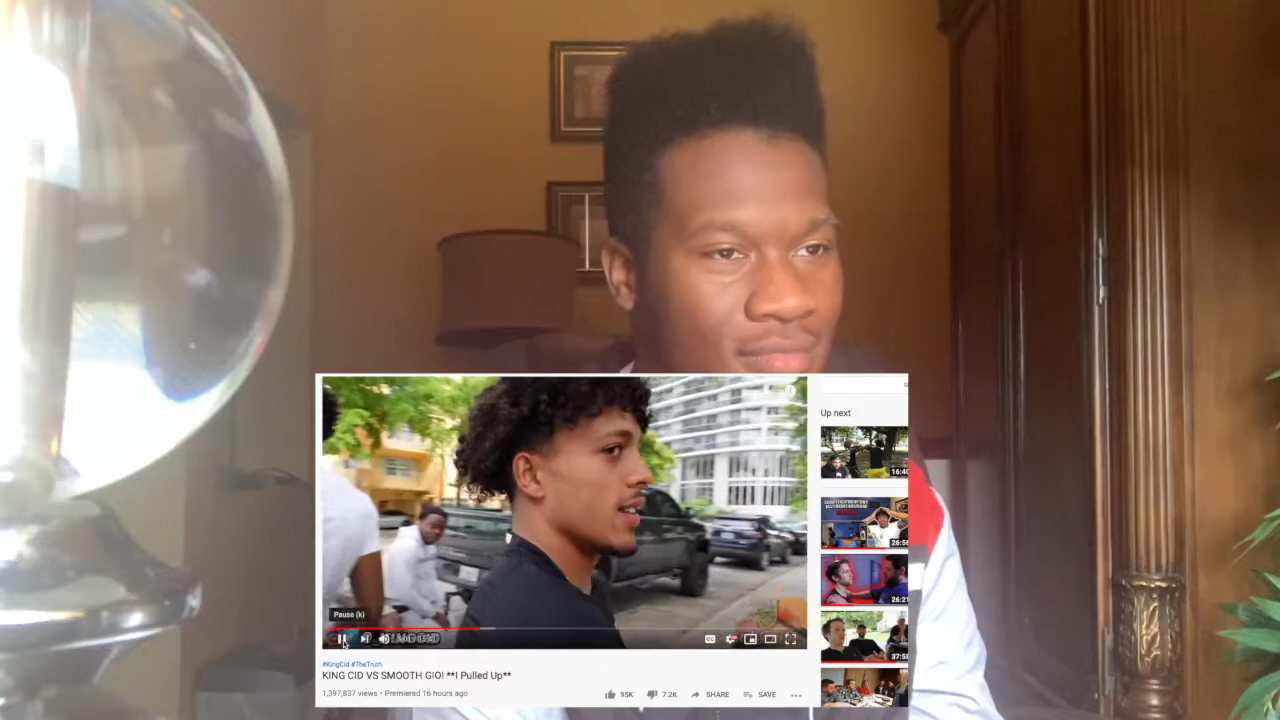 Up next
16:40
26:56
26:21
37:58
Pause (k)
CC
#KingCid #TheTruth
KING CID VS SMOOTH GIO! **I Pulled Up**
1,397,837 views • Premiered 16 hours ago
95K
7.2K
SHARE
SAVE